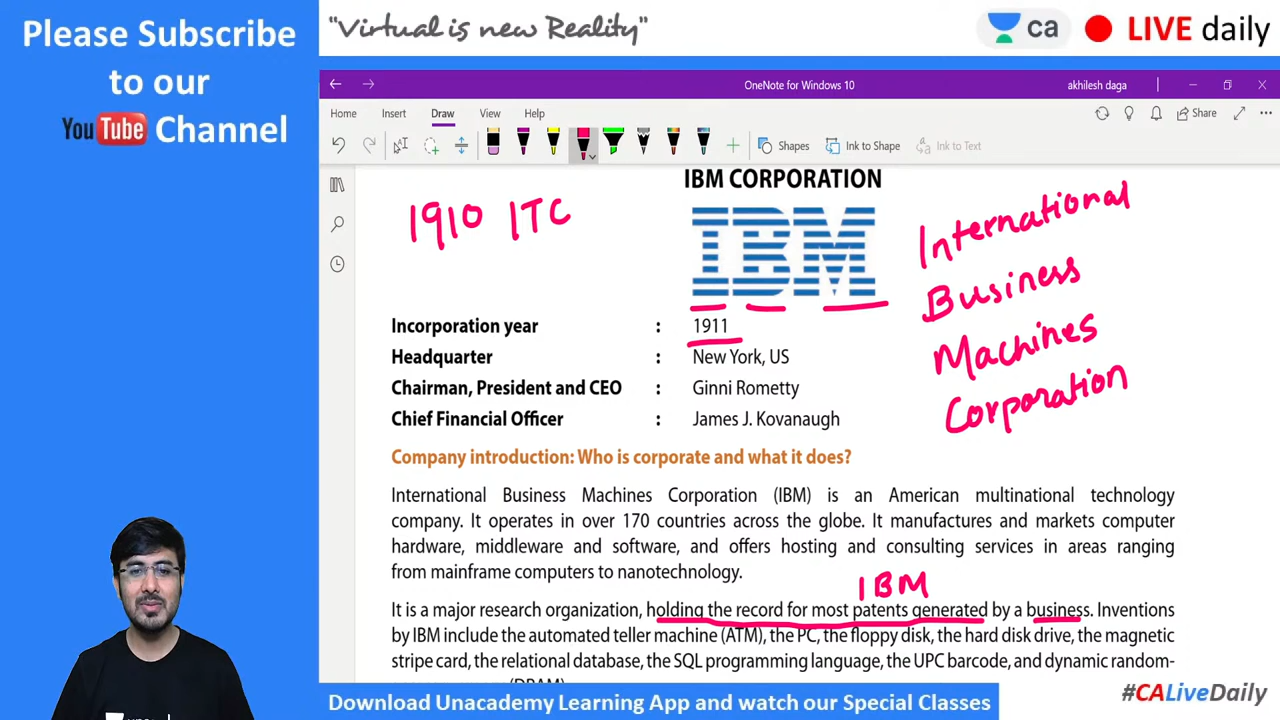 Please Subscribe
to our
YouTube Channel
"Virtual is new Reality"
ca
LIVE daily
OneNote for Windows 10
akhilesh daga
Home Insert Draw View Help
Share
Shapes Ink to Shape Ink to Text
IBM CORPORATION
1910 ITC
IBM
International
Business
Machines
Corporation
Incorporation year : 1911
Headquarter : New York, US
Chairman, President and CEO : Ginni Rometty
Chief Financial Officer : James J. Kovanaugh
Company introduction: Who is corporate and what it does?
International Business Machines Corporation (IBM) is an American multinational technology
company. It operates in over 170 countries across the globe. It manufactures and markets computer
hardware, middleware and software, and offers hosting and consulting services in areas ranging
from mainframe computers to nanotechnology.
IBM
It is a major research organization, holding the record for most patents generated by a business. Inventions
by IBM include the automated teller machine (ATM), the PC, the floppy disk, the hard disk drive, the magnetic
stripe card, the relational database, the SQL programming language, the UPC barcode, and dynamic random-
(DRAM)
Download Unacademy Learning App and watch our Special Classes
#CALiveDaily